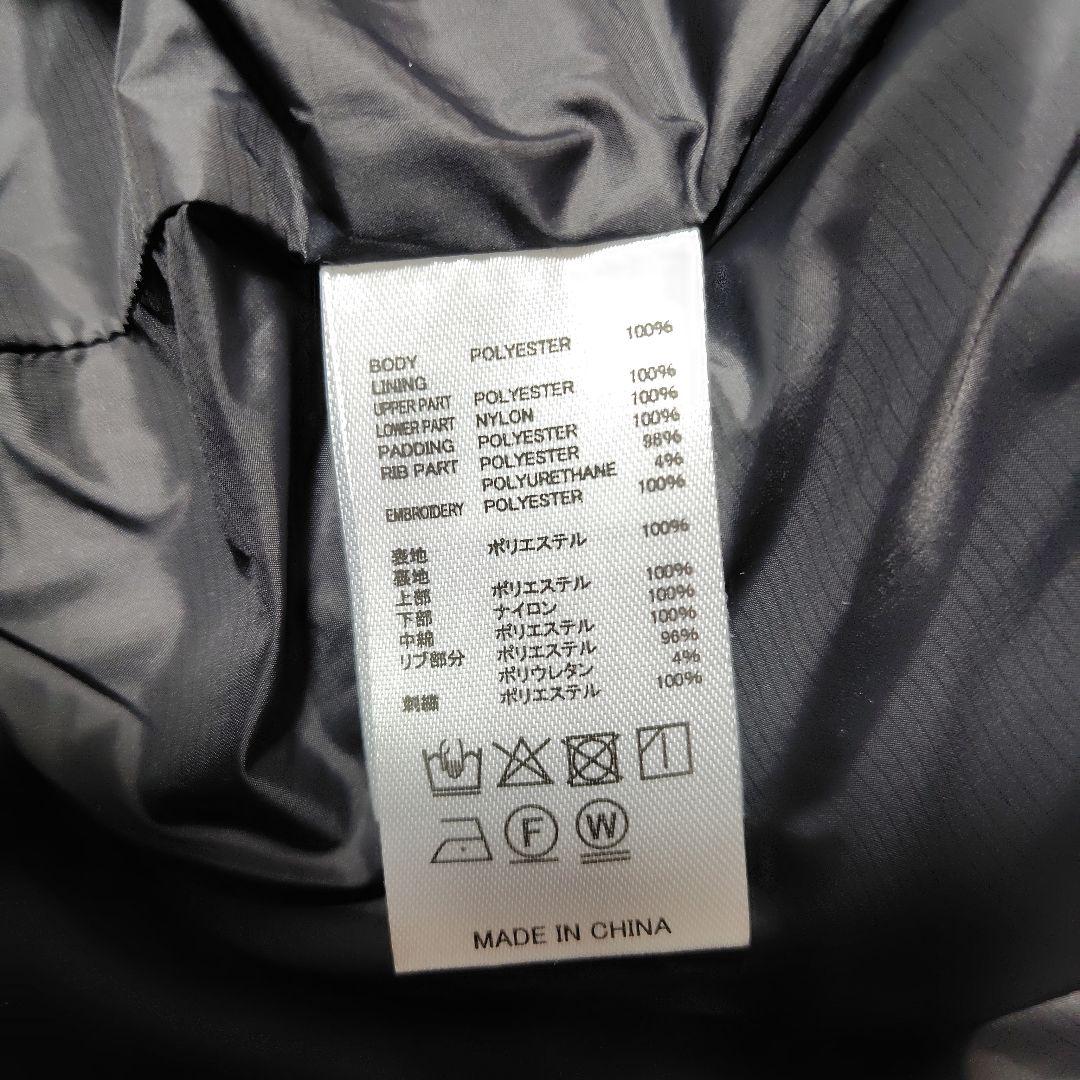 BODY POLYESTER 100%
LINING
UPPER PART POLYESTER 100%
LOWER PART NYLON 100%
PADDING POLYESTER 100%
RIB PART POLYESTER 96%
POLYURETHANE 4%
EMBROIDERY POLYESTER 100%
表地 ポリエステル 100%
裏地
上部 ポリエステル 100%
下部 ナイロン 100%
中綿 ポリエステル 100%
リブ部分 ポリエステル 96%
ポリウレタン 4%
刺繍 ポリエステル 100%
F W
MADE IN CHINA